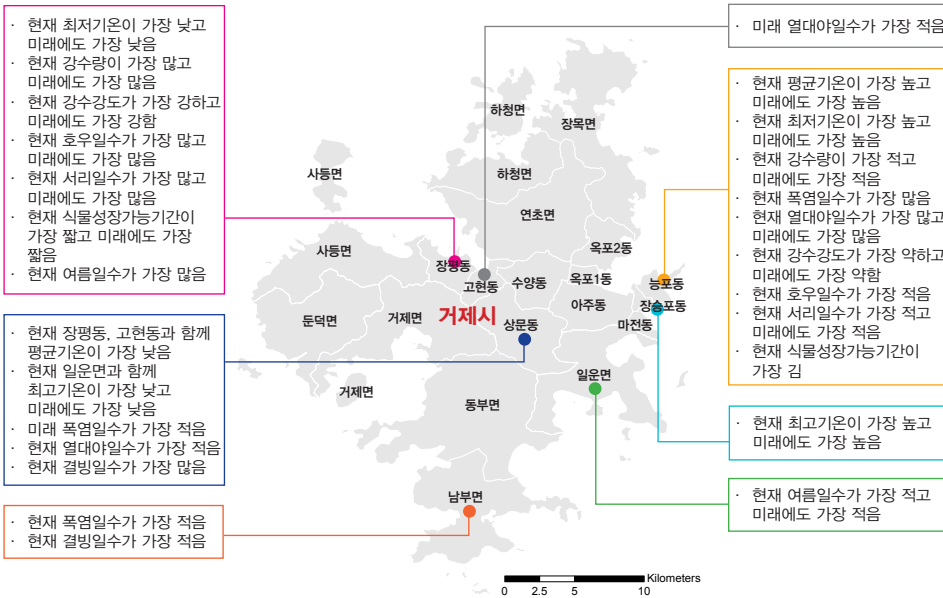 · 현재 최저기온이 가장 낮고
미래에도 가장 낮음
· 현재 강수량이 가장 많고
미래에도 가장 많음
· 현재 강수강도가 가장 강하고
미래에도 가장 강함
· 현재 호우일수가 가장 많고
미래에도 가장 많음
· 현재 서리일수가 가장 많고
미래에도 가장 많음
· 현재 식물성장가능기간이
가장 짧고 미래에도 가장
짧음
· 현재 여름일수가 가장 많음
· 현재 장평동, 고현동과 함께
평균기온이 가장 낮음
· 현재 일운면과 함께
최고기온이 가장 낮고
미래에도 가장 낮음
· 미래 폭염일수가 가장 적음
· 현재 열대야일수가 가장 적음
· 현재 결빙일수가 가장 많음
· 현재 폭염일수가 가장 적음
· 현재 결빙일수가 가장 적음
하청면
장목면
사등면
하청면
연초면
사등면
옥포2동
장평동
고현동
수양동
옥포1동
능포동
아주동
장승포동
둔덕면
거제면
거제시
상문동
마전동
거제면
일운면
동부면
남부면
Kilometers
0 2.5 5 10
· 미래 열대야일수가 가장 적음
· 현재 평균기온이 가장 높고
미래에도 가장 높음
· 현재 최저기온이 가장 높고
미래에도 가장 높음
· 현재 강수량이 가장 적고
미래에도 가장 적음
· 현재 폭염일수가 가장 많음
· 현재 열대야일수가 가장 많고
미래에도 가장 많음
· 현재 강수강도가 가장 약하고
미래에도 가장 약함
· 현재 호우일수가 가장 적음
· 현재 서리일수가 가장 적고
미래에도 가장 적음
· 현재 식물성장가능기간이
가장 김
· 현재 최고기온이 가장 높고
미래에도 가장 높음
· 현재 여름일수가 가장 적고
미래에도 가장 적음